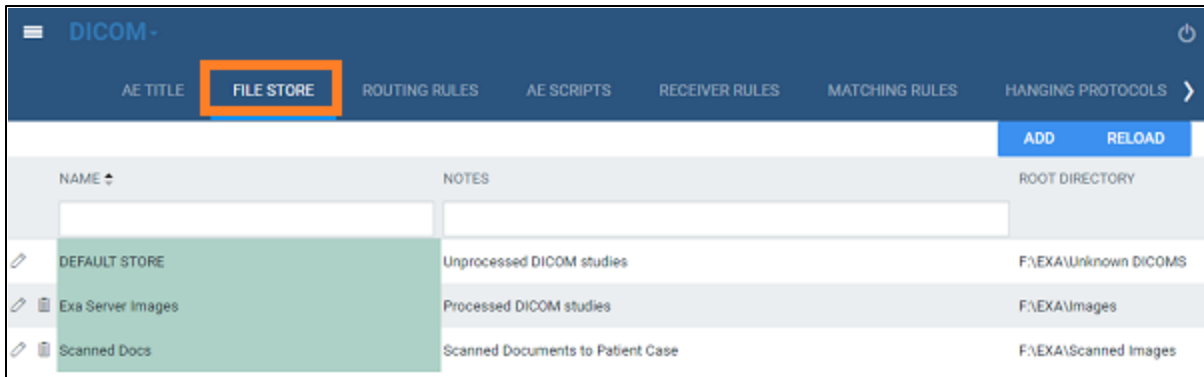 DICOM
AE TITLE FILE STORE ROUTING RULES AE SCRIPTS RECEIVER RULES MATCHING RULES HANGING PROTOCOLS
ADD RELOAD
NAME NOTES ROOT DIRECTORY
DEFAULT STORE Unprocessed DICOM studies F:\EXA\Unknown DICOMS
Exa Server Images Processed DICOM studies F:\EXA\Images
Scanned Docs Scanned Documents to Patient Case F:\EXA\Scanned Images